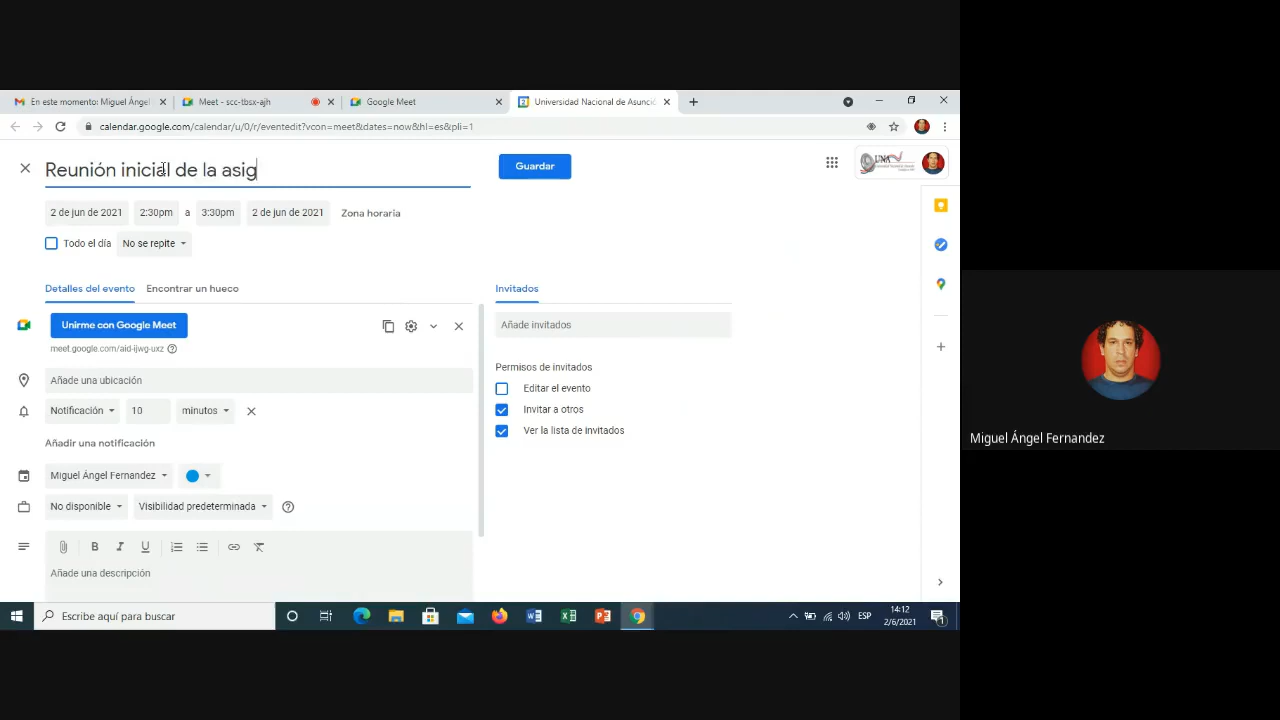 En este momento: Miguel Ángel
Meet - scc-tbsx-ajh
Google Meet
Universidad Nacional de Asunció
calendar.google.com/calendar/u/0/r/eventedit?vcon=meet&dates=now&hl=es&pli=1
Reunión inicial de la asig
Guardar
UNA
2 de jun de 2021 2:30pm a 3:30pm 2 de jun de 2021 Zona horaria
Todo el día No se repite
Detalles del evento Encontrar un hueco
Invitados
Unirme con Google Meet
Añade invitados
meet.google.com/aid-ijwg-uxz
Permisos de invitados
Añade una ubicación
Editar el evento
Notificación 10 minutos
Invitar a otros
Ver la lista de invitados
Añadir una notificación
Miguel Ángel Fernandez
No disponible Visibilidad predeterminada
B I U
Añade una descripción
Escribe aquí para buscar
ESP
14:12
2/6/2021
1
Miguel Ángel Fernandez